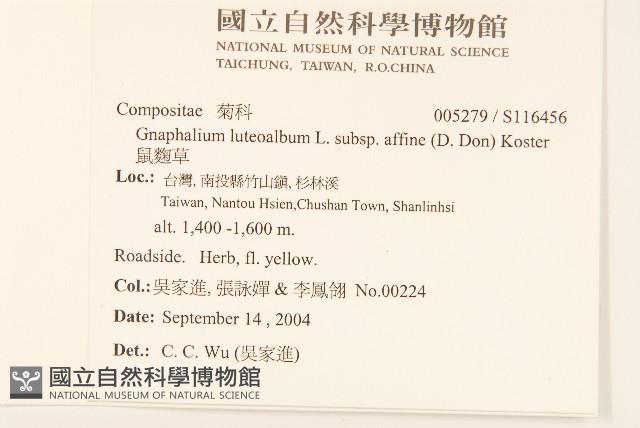 國立自然科學博物館
NATIONAL MUSEUM OF NATURAL SCIENCE
TAICHUNG, TAIWAN, R.O.CHINA
Compositae 菊科 005279 / S116456
Gnaphalium luteoalbum L. subsp. affine (D. Don) Koster
鼠麴草
Loc.: 台灣, 南投縣竹山鎮, 杉林溪
Taiwan, Nantou Hsien,Chushan Town, Shanlinhsi
alt. 1,400 -1,600 m.
Roadside. Herb, fl. yellow.
Col.:吳家進, 張詠嬋 & 李鳳翎 No.00224
Date: September 14 , 2004
Det.: C. C. Wu (吳家進)
國立自然科學博物館
NATIONAL MUSEUM OF NATURAL SCIENCE